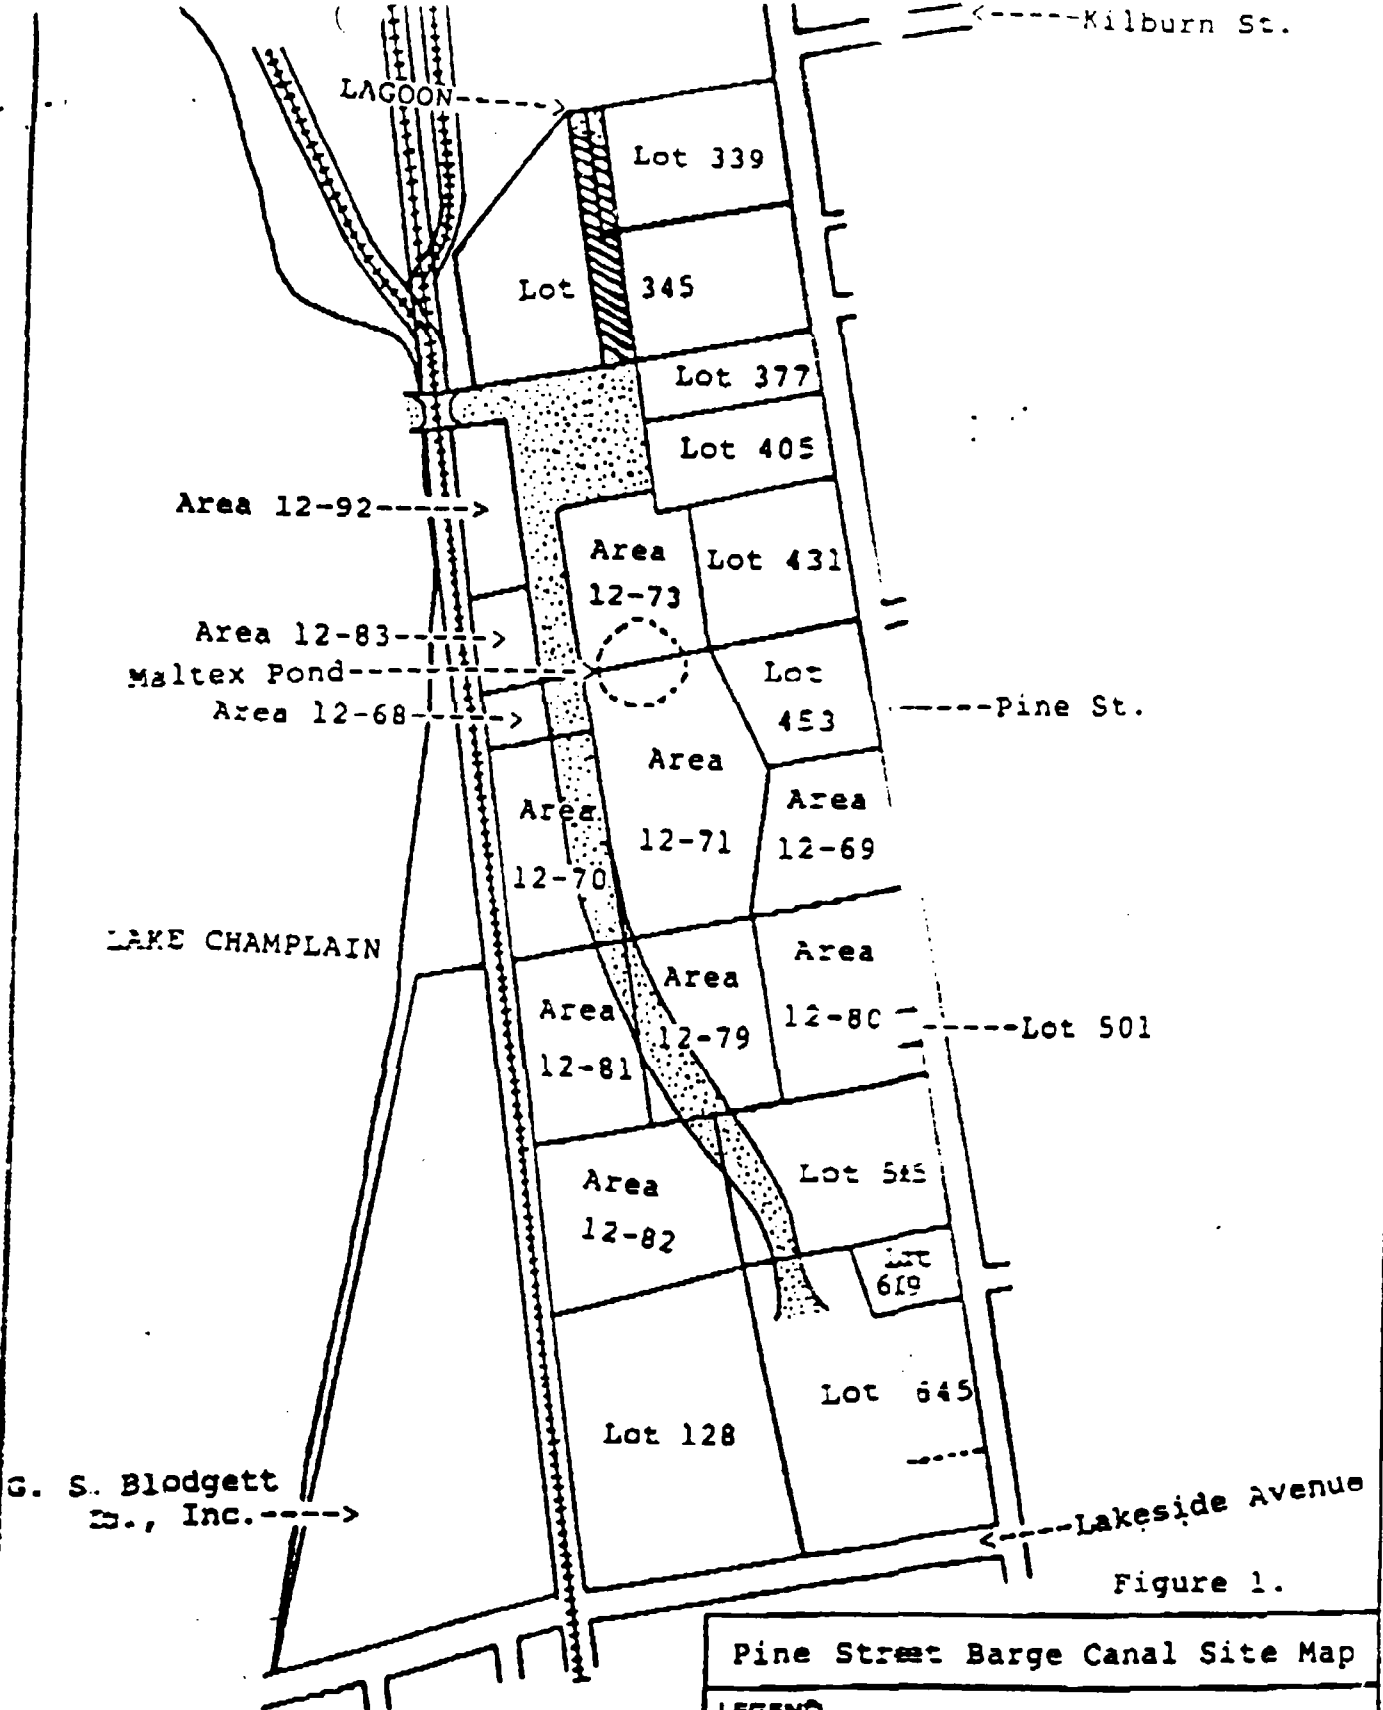 Kilburn St.
LAGOON
Lot 339
Lot 345
Lot 377
Lot 405
Area 12-92
Area
12-73
Lot 431
Area 12-83
Maltex Pond
Lot
453
Area 12-68
Pine St.
Area
12-71
Area
12-69
Area
12-70
LAKE CHAMPLAIN
Area
12-79
Area
12-80
Area
12-81
Lot 501
Area
12-82
Lot
Lot
Lot 645
Lot 128
G. S. Blodgett
Inc.
Lakeside Avenue
Figure 1.
Pine Street Barge Canal Site Map
LEGEND